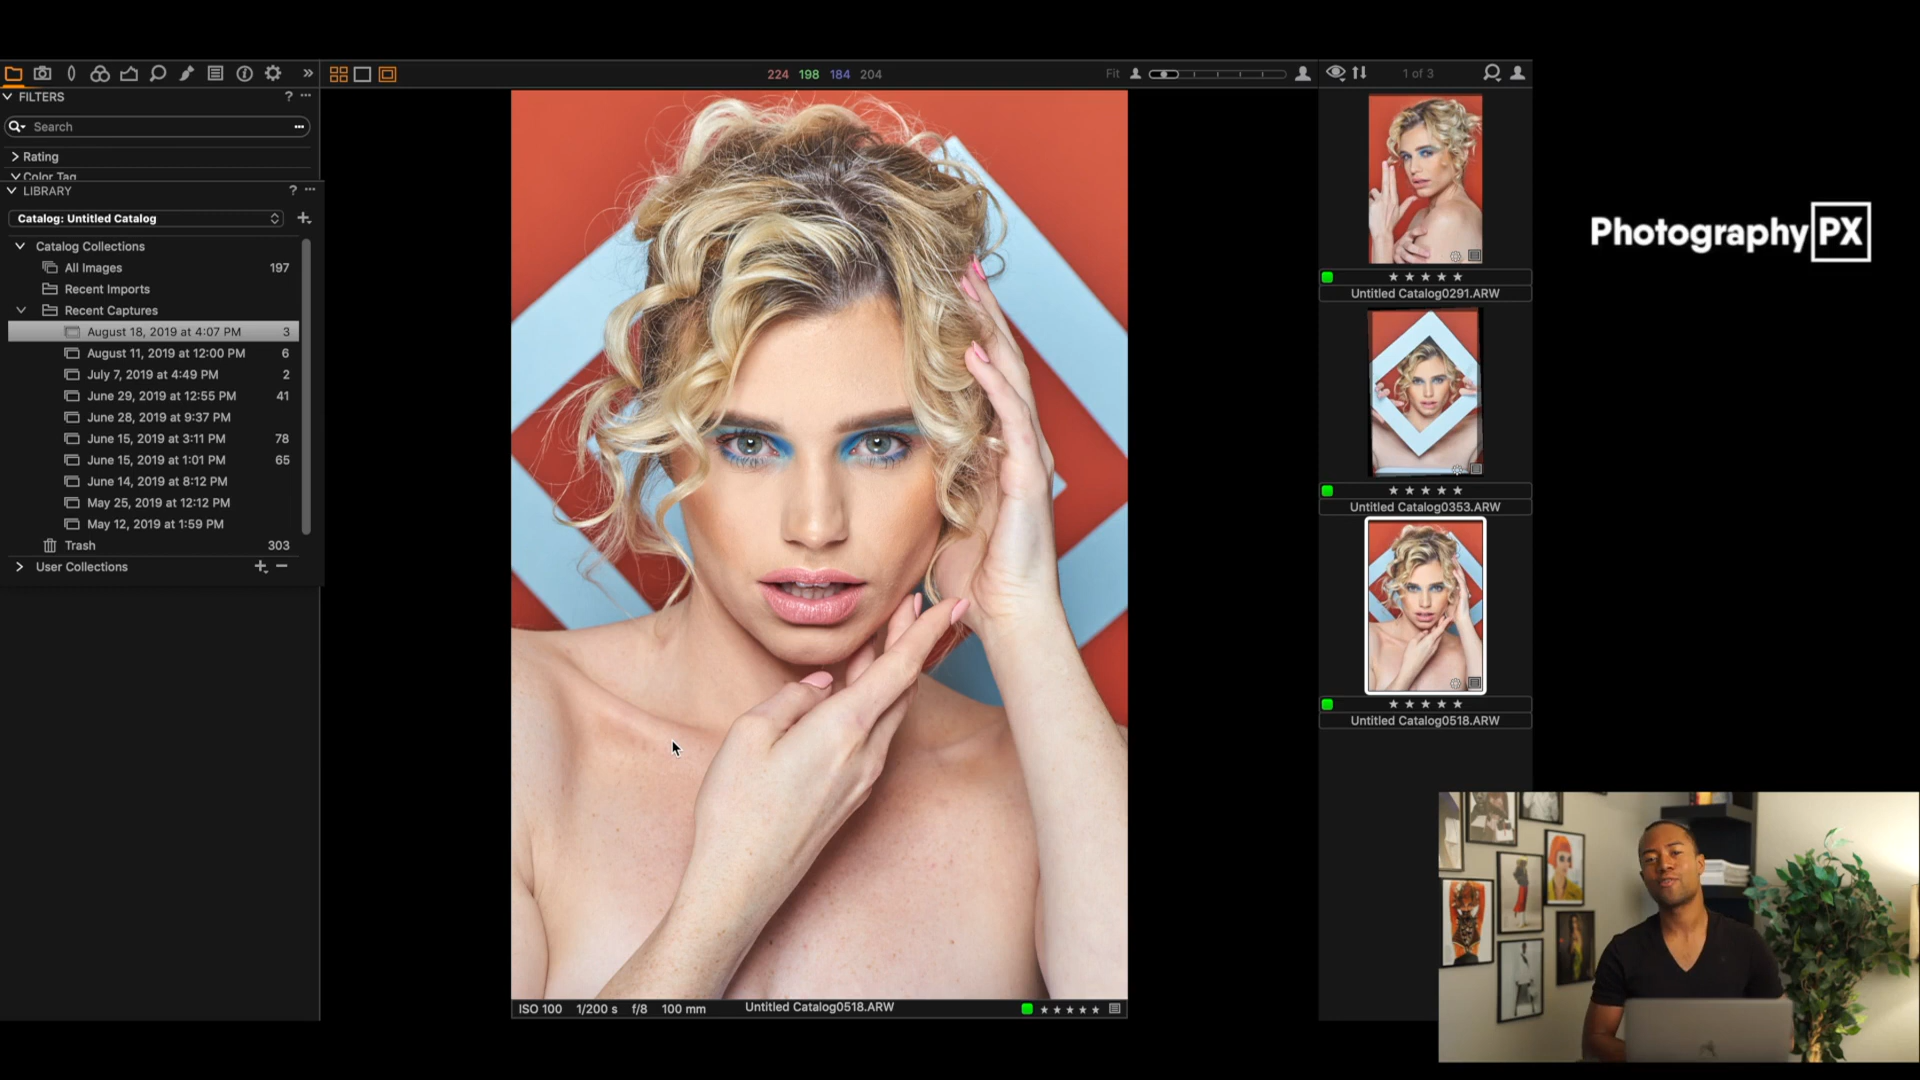 224 198 184 204
Fit
1 of 3
FILTERS
?
Search
Rating
Color Tag
LIBRARY
?
Catalog: Untitled Catalog
Catalog Collections
All Images 197
Recent Imports
Recent Captures
August 18, 2019 at 4:07 PM 3
August 11, 2019 at 12:00 PM 6
July 7, 2019 at 4:49 PM 2
June 29, 2019 at 12:55 PM 41
June 28, 2019 at 9:37 PM
June 15, 2019 at 3:11 PM 78
June 15, 2019 at 1:01 PM 65
June 14, 2019 at 8:12 PM
May 25, 2019 at 12:12 PM
May 12, 2019 at 1:59 PM
Trash 303
User Collections
ISO 100 1/200 s f/8 100 mm Untitled Catalog0518.ARW
Untitled Catalog0291.ARW
Untitled Catalog0353.ARW
Untitled Catalog0518.ARW
Photography PX